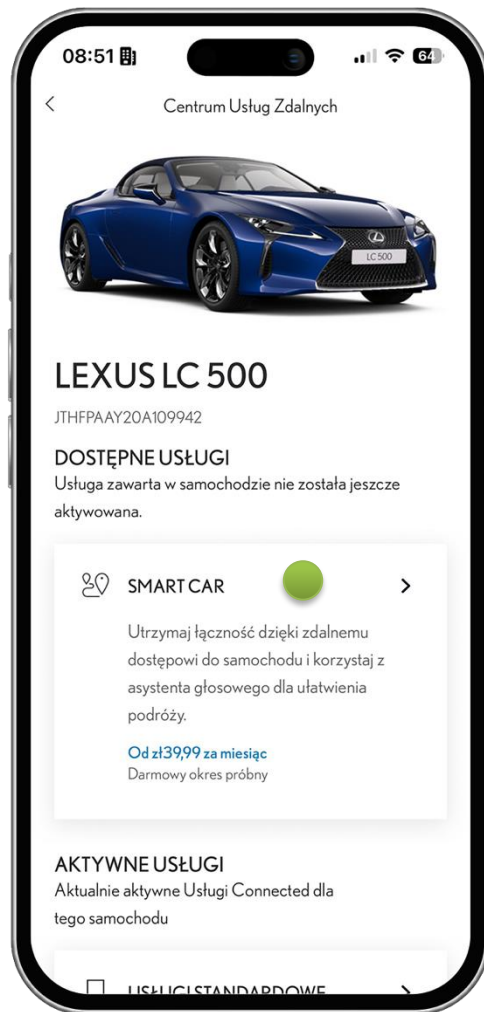 08:51
64
Centrum Usług Zdalnych
LC 500
LEXUS LC 500
JTHFPAAY20A109942
DOSTĘPNE USŁUGI
Usługa zawarta w samochodzie nie została jeszcze
aktywowana.
SMART CAR
Utrzymaj łączność dzięki zdalnemu
dostępowi do samochodu i korzystaj z
asystenta głosowego dla ułatwienia
podróży.
Od zł39,99 za miesiąc
Darmowy okres próbny
AKTYWNE USŁUGI
Aktualnie aktywne Usługi Connected dla
tego samochodu
USŁUGI STANDARDOWE